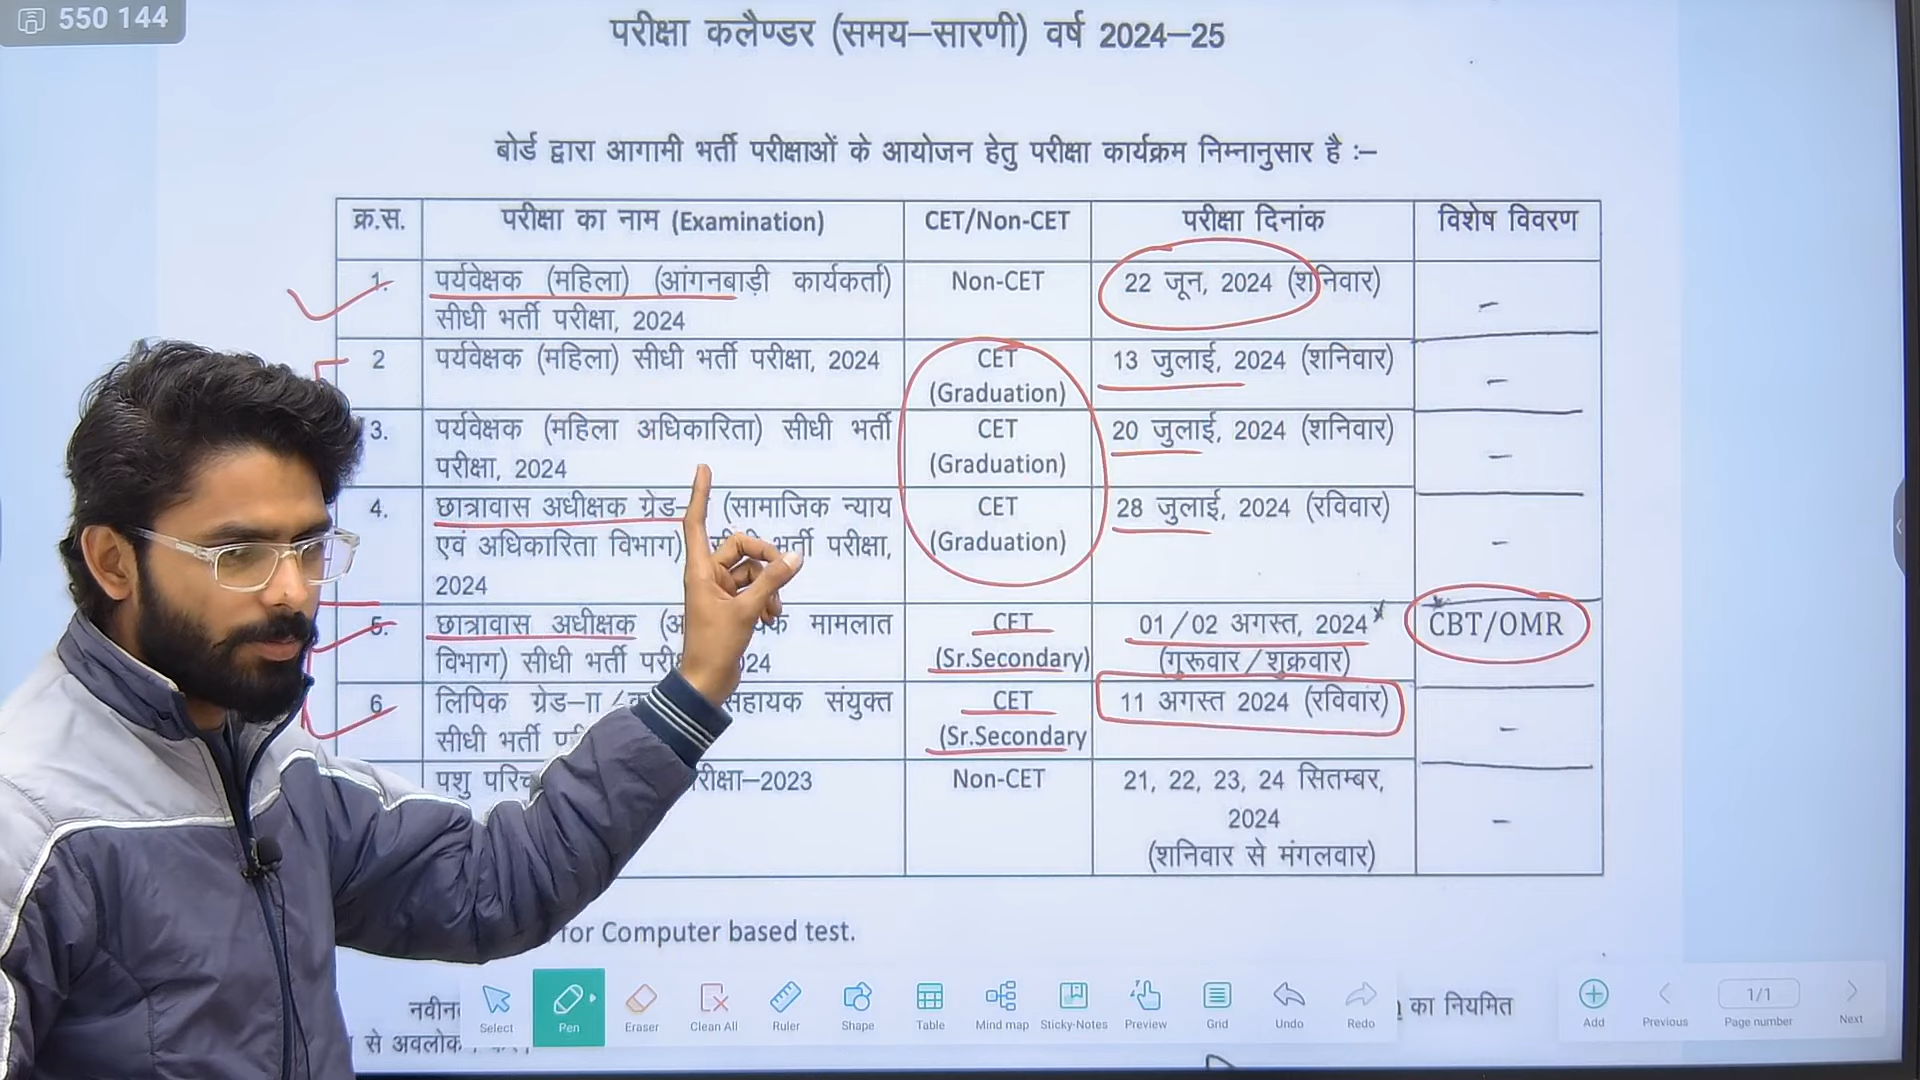 550 144
परीक्षा कलैण्डर (समय–सारणी) वर्ष 2024–25
बोर्ड द्वारा आगामी भर्ती परीक्षाओं के आयोजन हेतु परीक्षा कार्यक्रम निम्नानुसार है :–
क्र.स. परीक्षा का नाम (Examination) CET/Non-CET परीक्षा दिनांक विशेष विवरण
1. पर्यवेक्षक (महिला) (आंगनबाड़ी कार्यकर्ता) Non-CET 22 जून, 2024 (शनिवार) –
सीधी भर्ती परीक्षा, 2024
2 पर्यवेक्षक (महिला) सीधी भर्ती परीक्षा, 2024 CET 13 जुलाई, 2024 (शनिवार) –
(Graduation)
3. पर्यवेक्षक (महिला अधिकारिता) सीधी भर्ती CET 20 जुलाई, 2024 (शनिवार) –
परीक्षा, 2024 (Graduation)
4. छात्रावास अधीक्षक ग्रेड– (सामाजिक न्याय CET 28 जुलाई, 2024 (रविवार) –
एवं अधिकारिता विभाग) भर्ती परीक्षा, (Graduation)
2024
5. छात्रावास अधीक्षक मामलात CET 01/02 अगस्त, 2024* *CBT/OMR
विभाग) सीधी भर्ती (Sr.Secondary) (गुरूवार/शुक्रवार)
6 लिपिक ग्रेड–II/ सहायक संयुक्त CET 11 अगस्त 2024 (रविवार) –
सीधी भर्ती (Sr.Secondary
पशु –2023 Non-CET 21, 22, 23, 24 सितम्बर, –
2024
(शनिवार से मंगलवार)
for Computer based test.
का नियमित
से
Select Pen Eraser Clean All Ruler Shape Table Mind map Sticky-Notes Preview Grid Undo Redo Add Previous 1/1 Page number Next